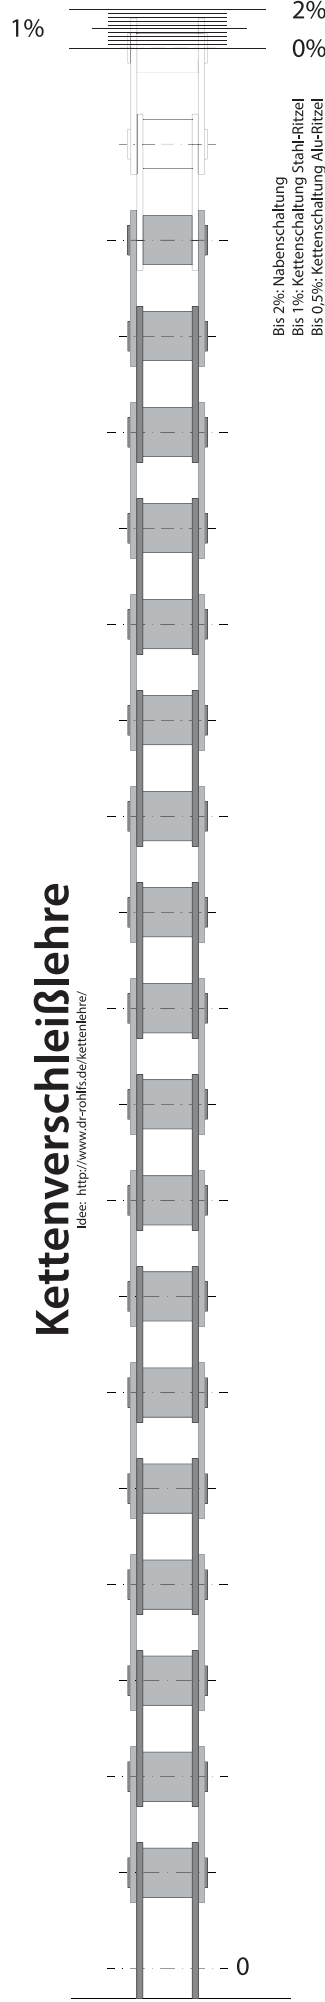 2%
1%
0%
Bis 2%: Nabenschaltung
Bis 1%: Kettenschaltung Stahl-Ritzel
Bis 0,5%: Kettenschaltung Alu-Ritzel
Kettenverschleißlehre
Idee: http://www.dr-rohlfs.de/kettenlehre/
0